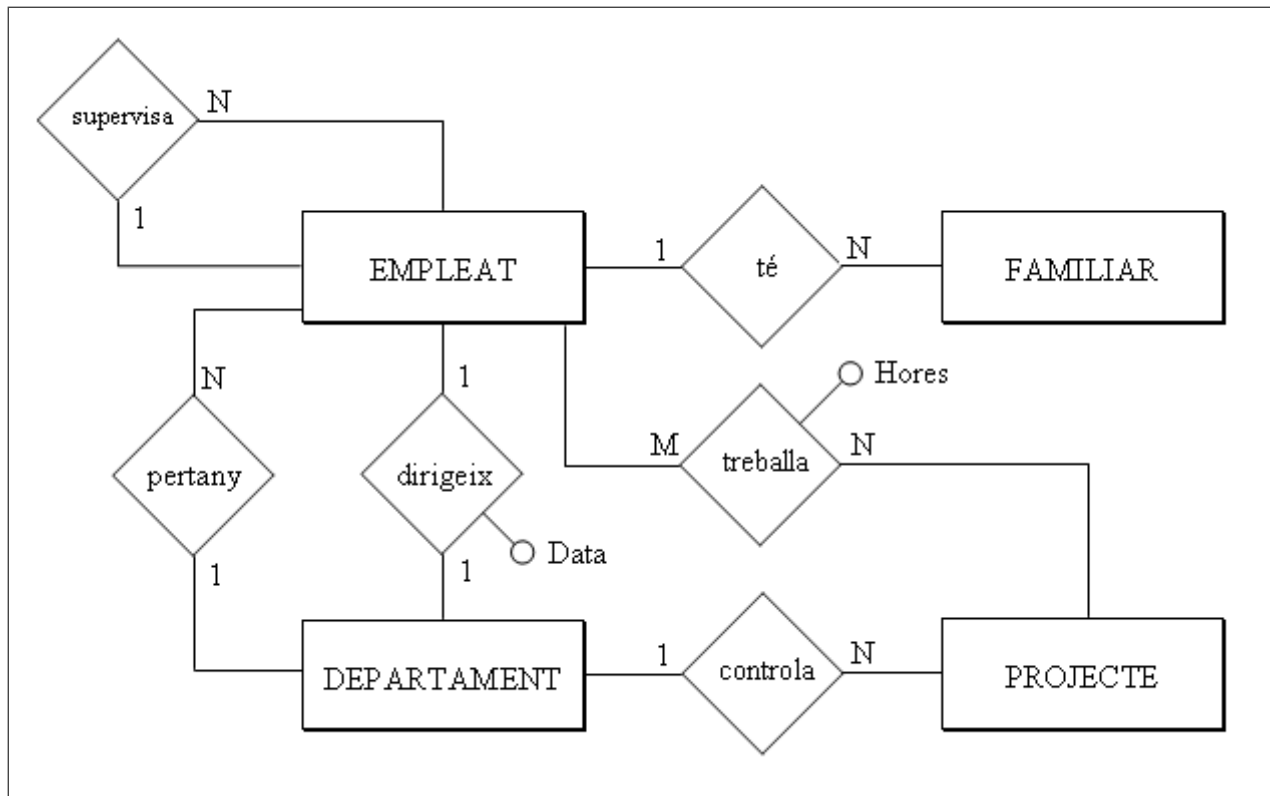 supervisa
N
1
EMPLEAT
1
té
N
FAMILIAR
N
pertany
1
1
dirigeix
1
Data
M
treballa
N
Hores
DEPARTAMENT
1
controla
N
PROJECTE